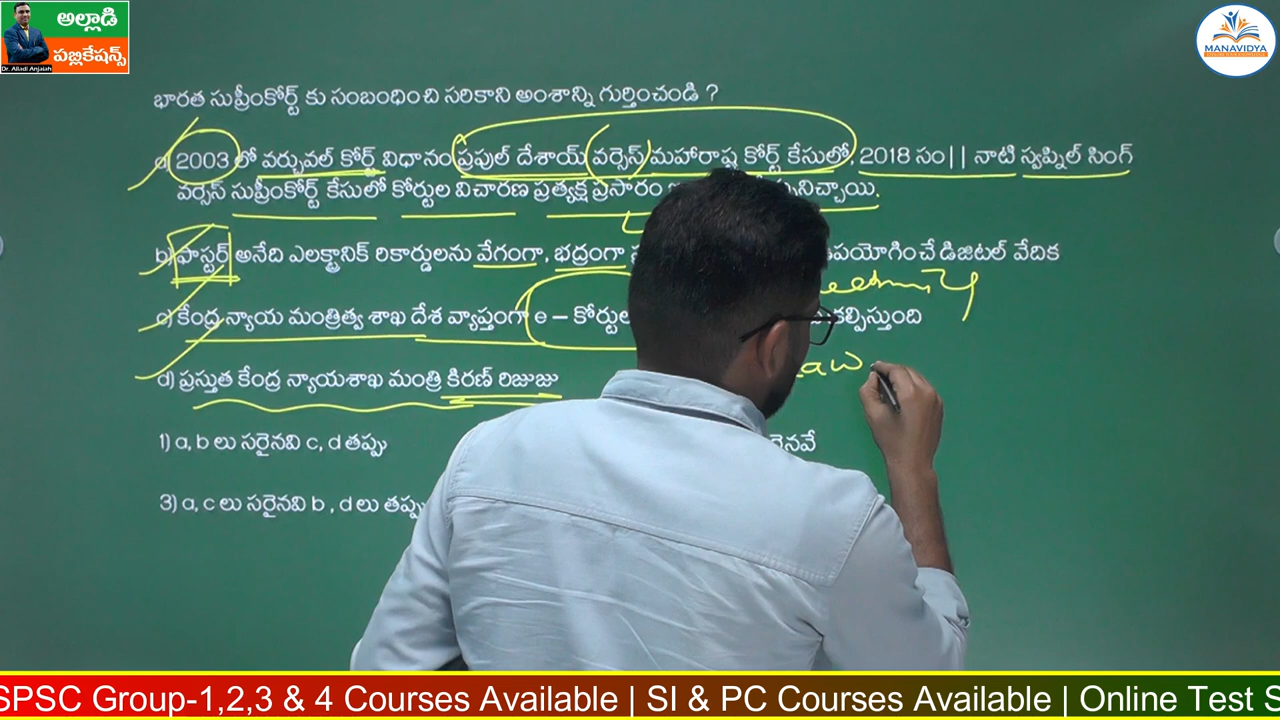 అల్లాడి
పబ్లికేషన్స్
Dr. Alladi Anjaiah
MANAVIDYA
భారత సుప్రీంకోర్ట్ కు సంబంధించి సరికాని అంశాన్ని గుర్తించండి ?
a) 2003 లో వర్చువల్ కోర్ట్ విధానం ప్రఫుల్ దేశాయ్ వర్సెస్ మహారాష్ట్ర కోర్ట్ కేసులో, 2018 సం|| నాటి స్వప్నిల్ సింగ్
వర్సెస్ సుప్రీంకోర్ట్ కేసులో కోర్టుల విచారణ ప్రత్యక్ష ప్రసారం
b) ఫాస్టర్ అనేది ఎలక్ట్రానిక్ రికార్డులను వేగంగా, భద్రంగా డిజిటల్ వేదిక
c) కేంద్ర న్యాయ మంత్రిత్వ శాఖ దేశ వ్యాప్తంగా e – కోర్టుల కల్పిస్తుంది
d) ప్రస్తుత కేంద్ర న్యాయశాఖ మంత్రి కిరణ్ రిజుజు
Law
1) a, b లు సరైనవి c, d తప్పు
3) a, c లు సరైనవి b , d లు తప్పు
SPSC Group-1,2,3 & 4 Courses Available | SI & PC Courses Available | Online Test S